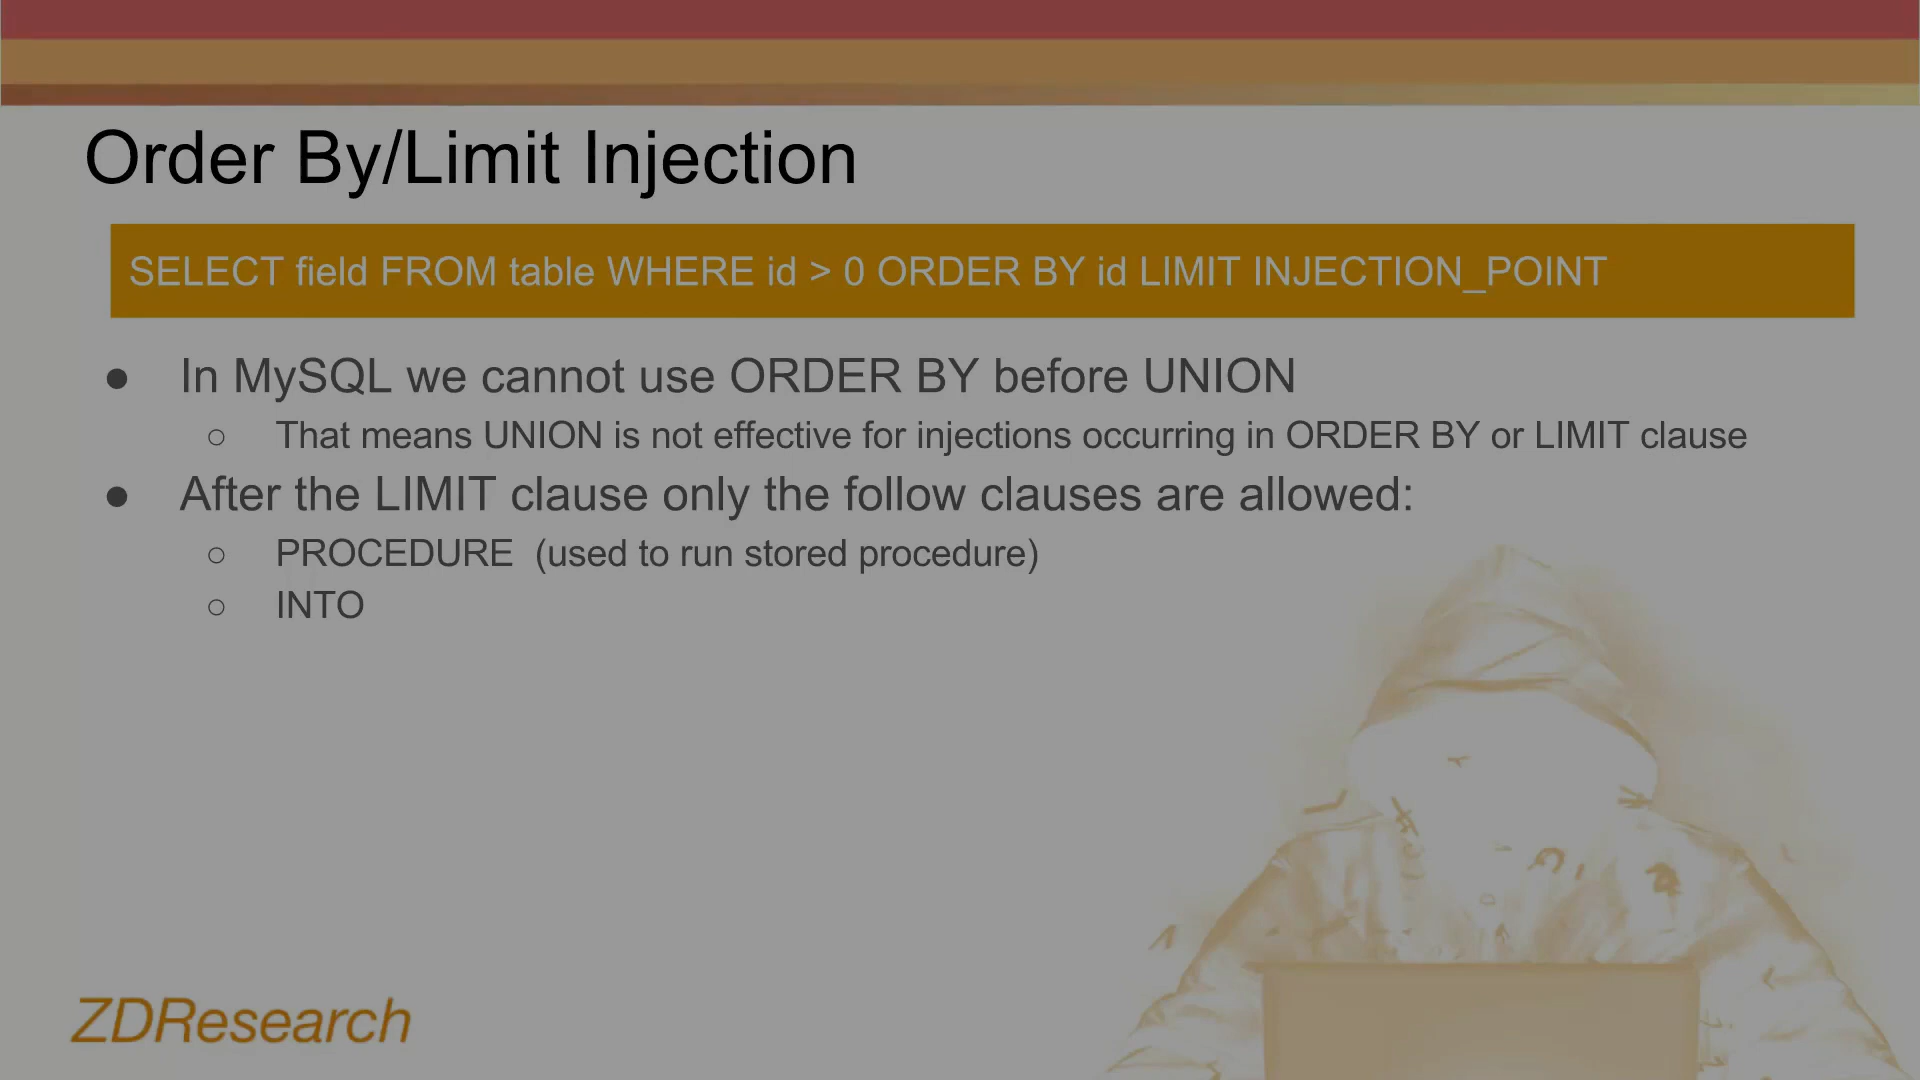 Order By/Limit Injection
SELECT field FROM table WHERE id > 0 ORDER BY id LIMIT INJECTION_POINT
● In MySQL we cannot use ORDER BY before UNION
○ That means UNION is not effective for injections occurring in ORDER BY or LIMIT clause
● After the LIMIT clause only the follow clauses are allowed:
○ PROCEDURE (used to run stored procedure)
○ INTO
ZDResearch